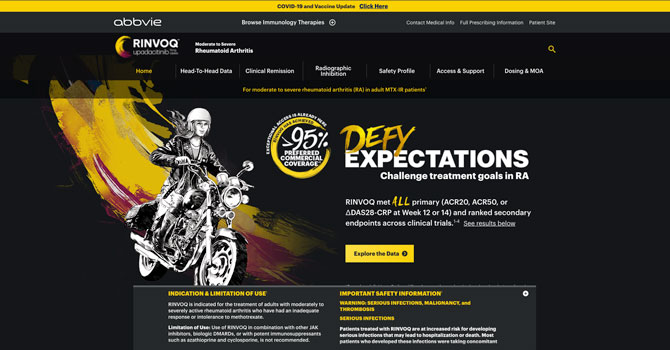 COVID-19 and Vaccine Update Click Here
abbvie
Browse Immunology Therapies
Contact Medical Info Full Prescribing Information Patient Site
RINVOQ
upadacitinib
Moderate to Severe
Rheumatoid Arthritis
Home Head-To-Head Data Clinical Remission Radiographic Inhibition Safety Profile Access & Support Dosing & MOA
For moderate to severe rheumatoid arthritis (RA) in adult MTX-IR patients¹
EXCEPTIONAL ACCESS IS ALREADY HERE
>95%
PREFERRED
COMMERCIAL
COVERAGE
DEFY
EXPECTATIONS
Challenge treatment goals in RA
RINVOQ met ALL primary (ACR20, ACR50, or
ΔDAS28-CRP at Week 12 or 14) and ranked secondary
endpoints across clinical trials.¹⁻⁶ See results below
Explore the Data
INDICATION & LIMITATION OF USE¹
RINVOQ is indicated for the treatment of adults with moderately
to severely active rheumatoid arthritis who have had an inadequate
response or intolerance to methotrexate.
Limitation of Use: Use of RINVOQ in combination with other JAK
inhibitors, biologic DMARDs, or with potent immunosuppressants
such as azathioprine and cyclosporine, is not recommended.
IMPORTANT SAFETY INFORMATION¹
WARNING: SERIOUS INFECTIONS, MALIGNANCY, and
THROMBOSIS
SERIOUS INFECTIONS
Patients treated with RINVOQ are at increased risk for developing
serious infections that may lead to hospitalization or death. Most
patients who developed these infections were taking concomitant